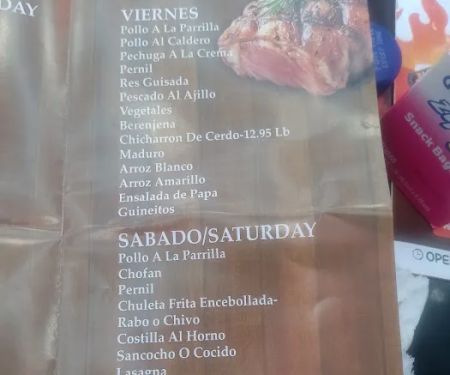 DAY
VIERNES
Pollo A La Parrilla
Pollo Al Caldero
Pechuga A La Crema
Pernil
Res Guisada
Pescado Al Ajillo
Vegetales
Berenjena
Chicharron De Cerdo-12.95 Lb
Maduro
Arroz Blanco
Arroz Amarillo
Ensalada de Papa
Guineitos
SABADO/SATURDAY
Pollo A La Parrilla
Chofan
Pernil
Chuleta Frita Encebollada-
Rabo o Chivo
Costilla Al Horno
Sancocho O Cocido
Lasagna
Snack Bag
OPE